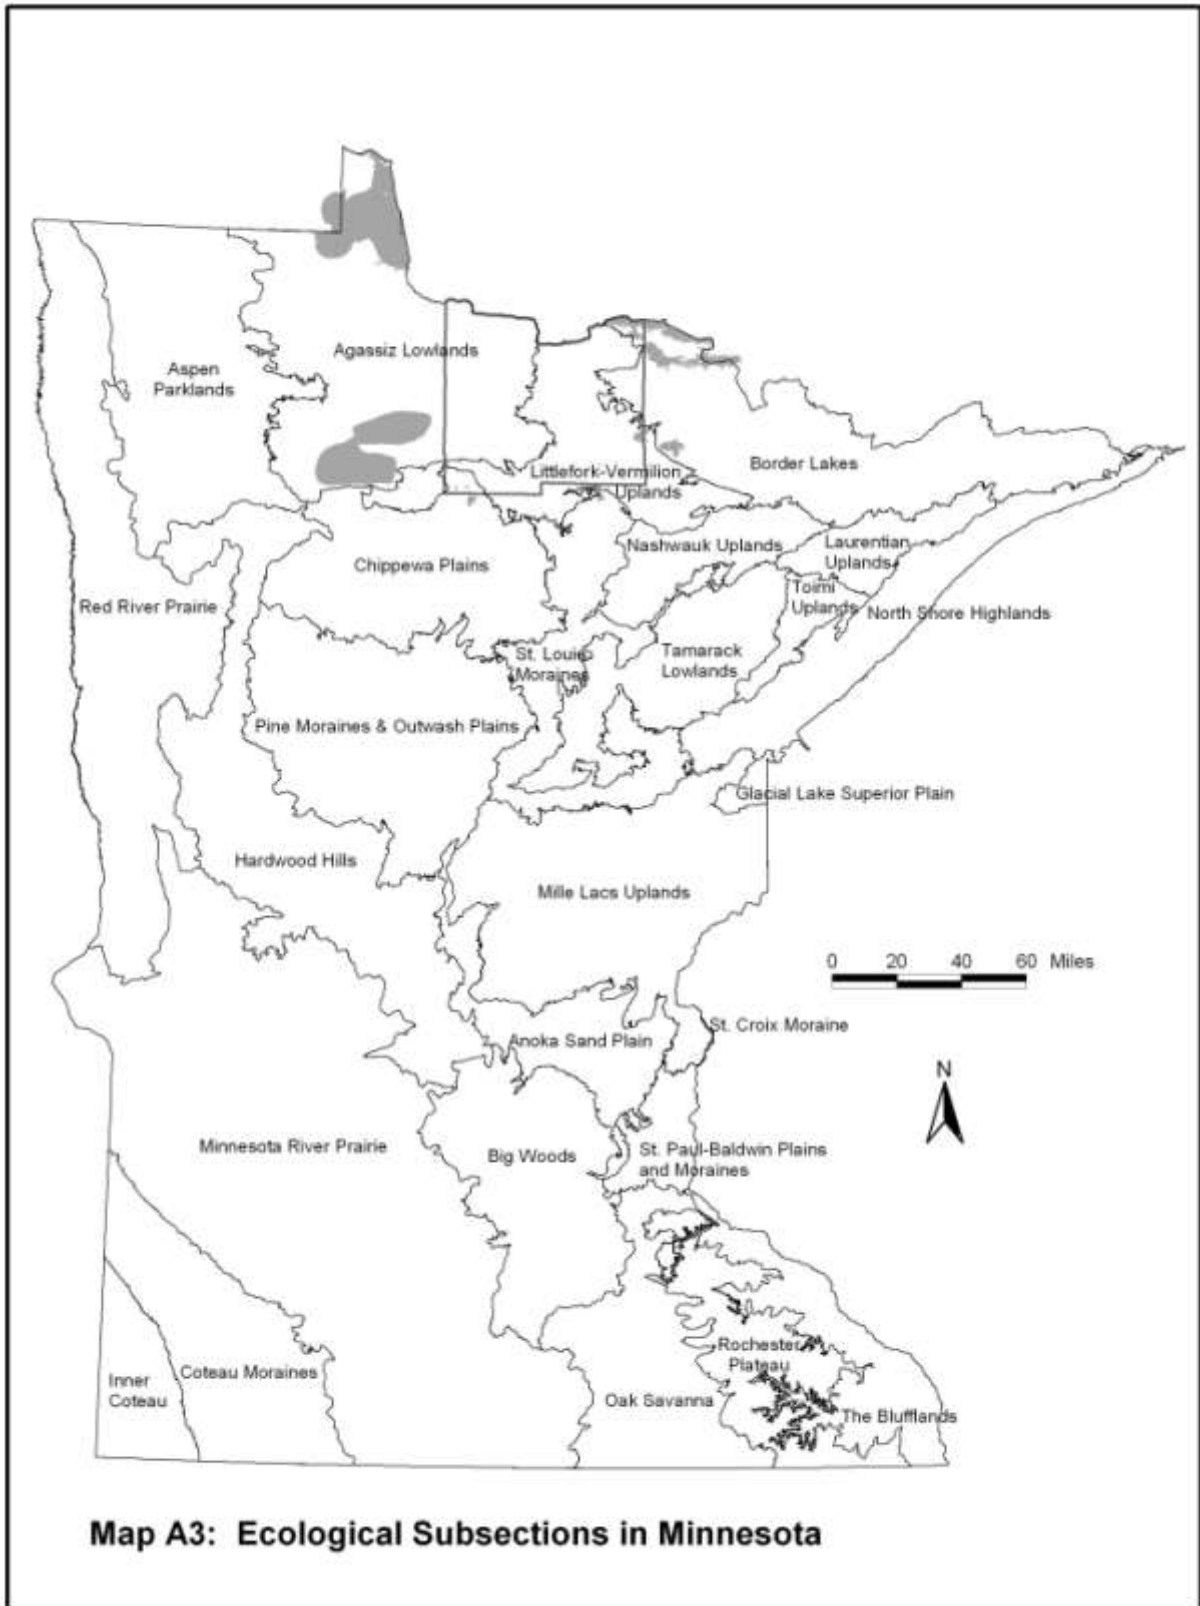 Agassiz Lowlands
Aspen
Parklands
Border Lakes
Littlefork-Vermilion
Uplands
Nashwauk Uplands
Laurentian
Uplands
Chippewa Plains
Toimi
Uplands
Red River Prairie
North Shore Highlands
St. Louis
Moraines
Tamarack
Lowlands
Pine Moraines & Outwash Plains
Glacial Lake Superior Plain
Hardwood Hills
Mille Lacs Uplands
0 20 40 60 Miles
St. Croix Moraine
Anoka Sand Plain
N
Minnesota River Prairie
Big Woods
St. Paul-Baldwin Plains
and Moraines
Rochester
Plateau
Coteau Moraines
Inner
Coteau
Oak Savanna
The Blufflands
Map A3: Ecological Subsections in Minnesota